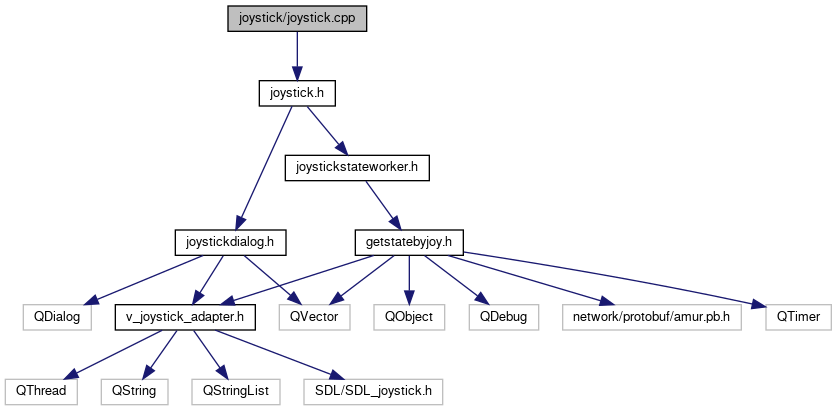 joystick/joystick.cpp
joystick.h
joystickstateworker.h
joystickdialog.h
getstatebyjoy.h
QDialog
v_joystick_adapter.h
QVector
QObject
QDebug
network/protobuf/amur.pb.h
QTimer
QThread
QString
QStringList
SDL/SDL_joystick.h